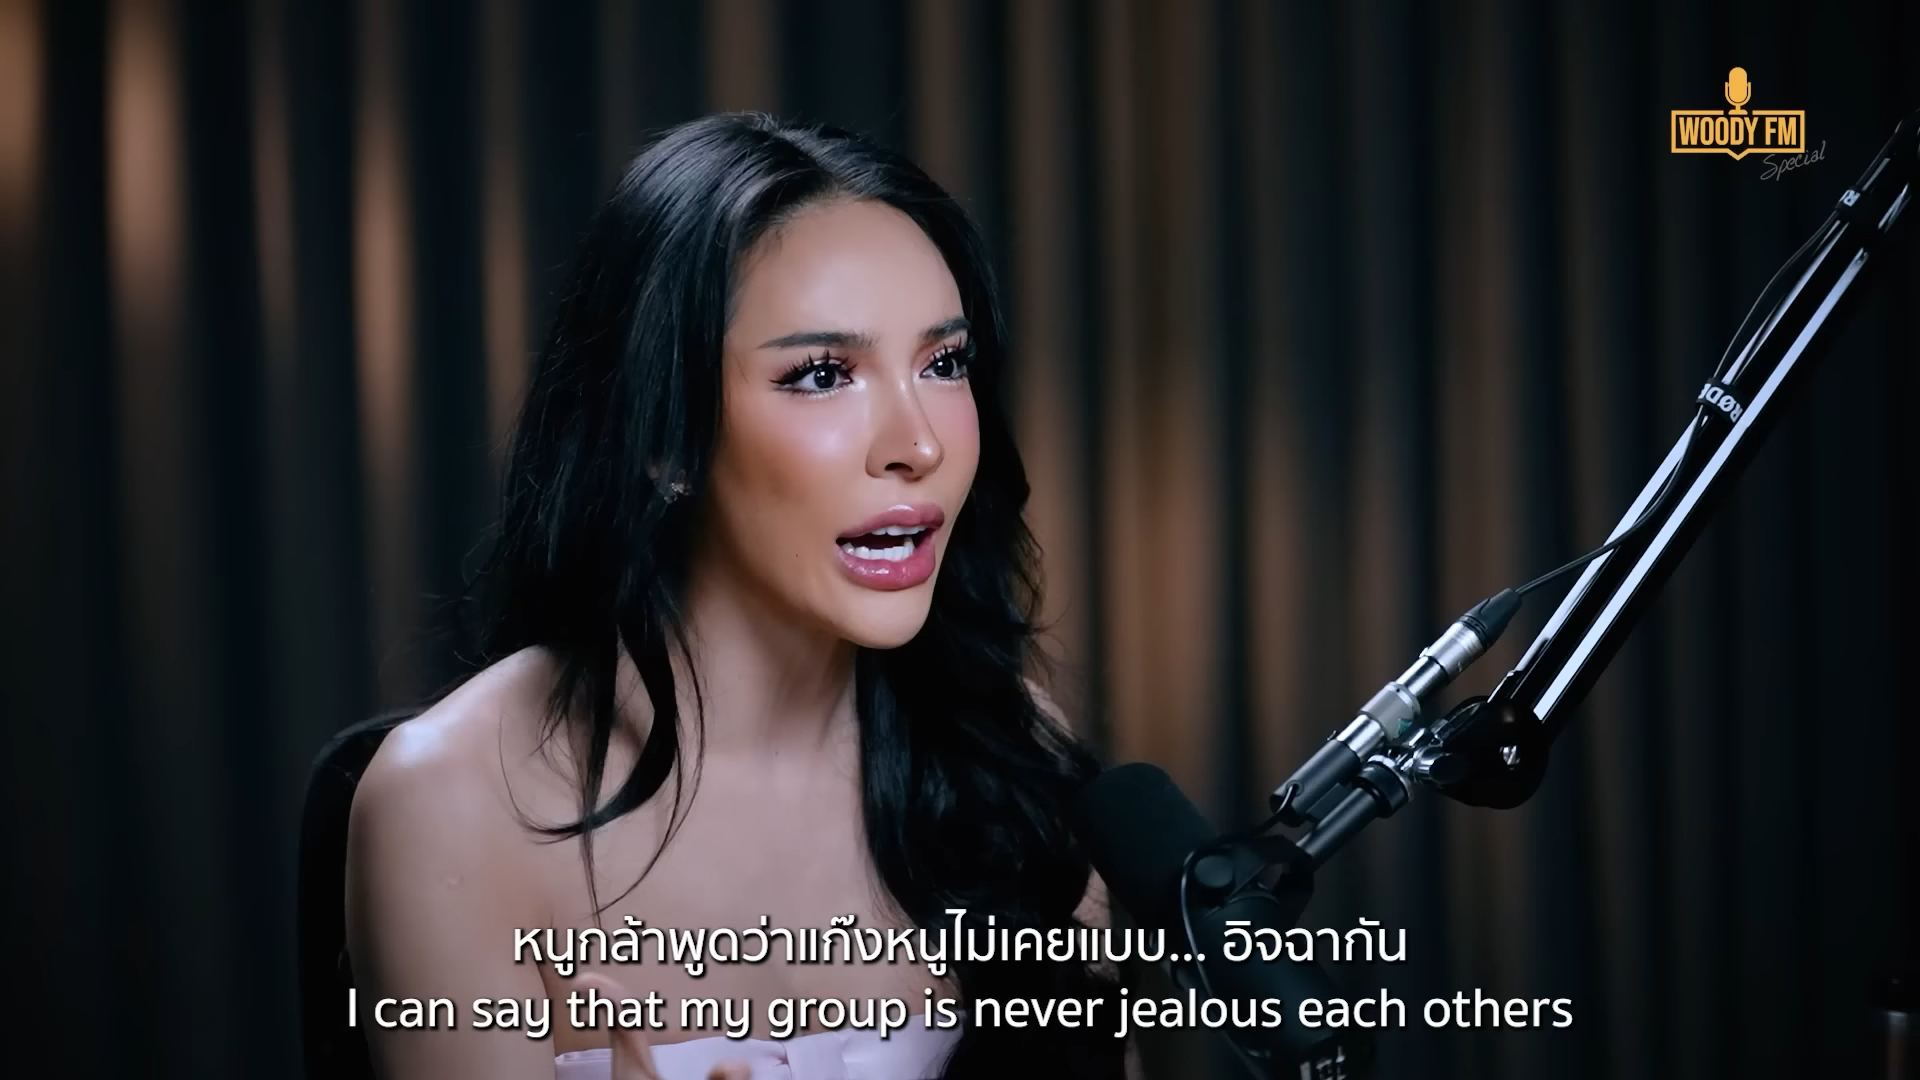 WOODY FM
Special
R
RØDE
หนูกล้าพูดว่าแก๊งหนูไม่เคยแบบ... อิจฉากัน
I can say that my group is never jealous each others